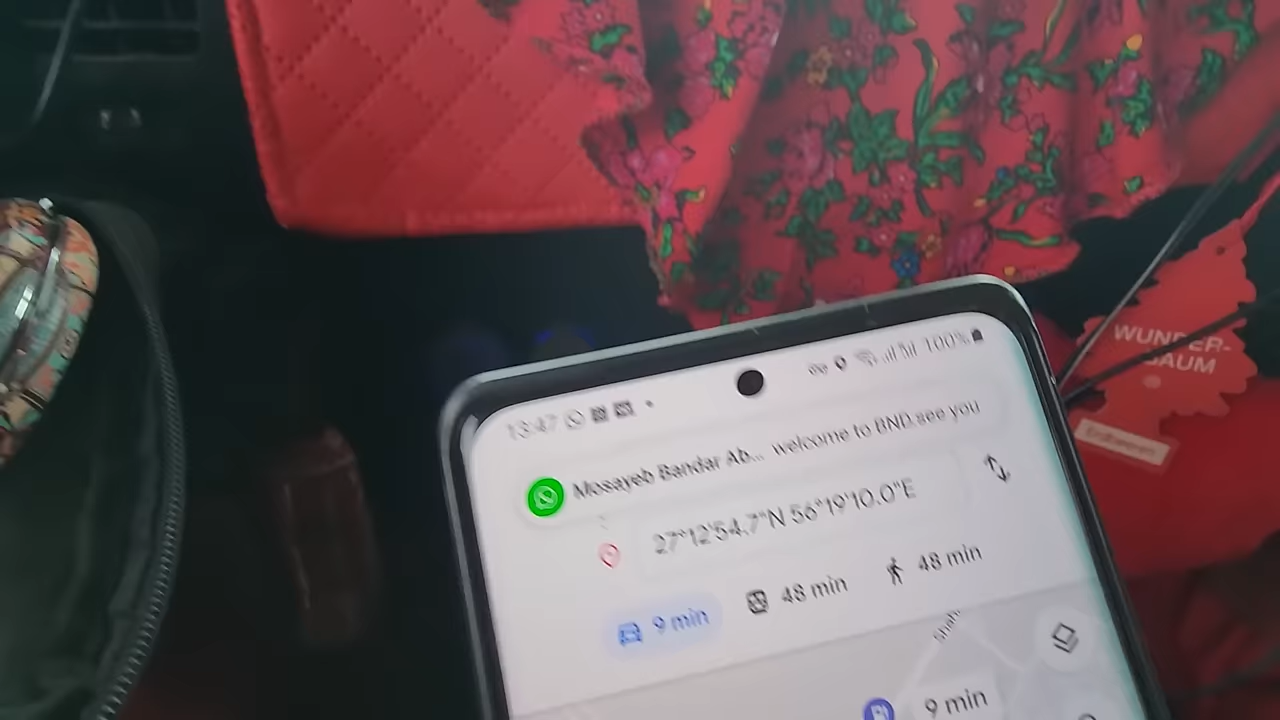 13:47 100%
Mosayeb Bandar Ab... welcome to BND.see you
27°12'54.7"N 56°19'10.0"E
9 min 48 min 48 min
9 min
WUNDER-
BAUM